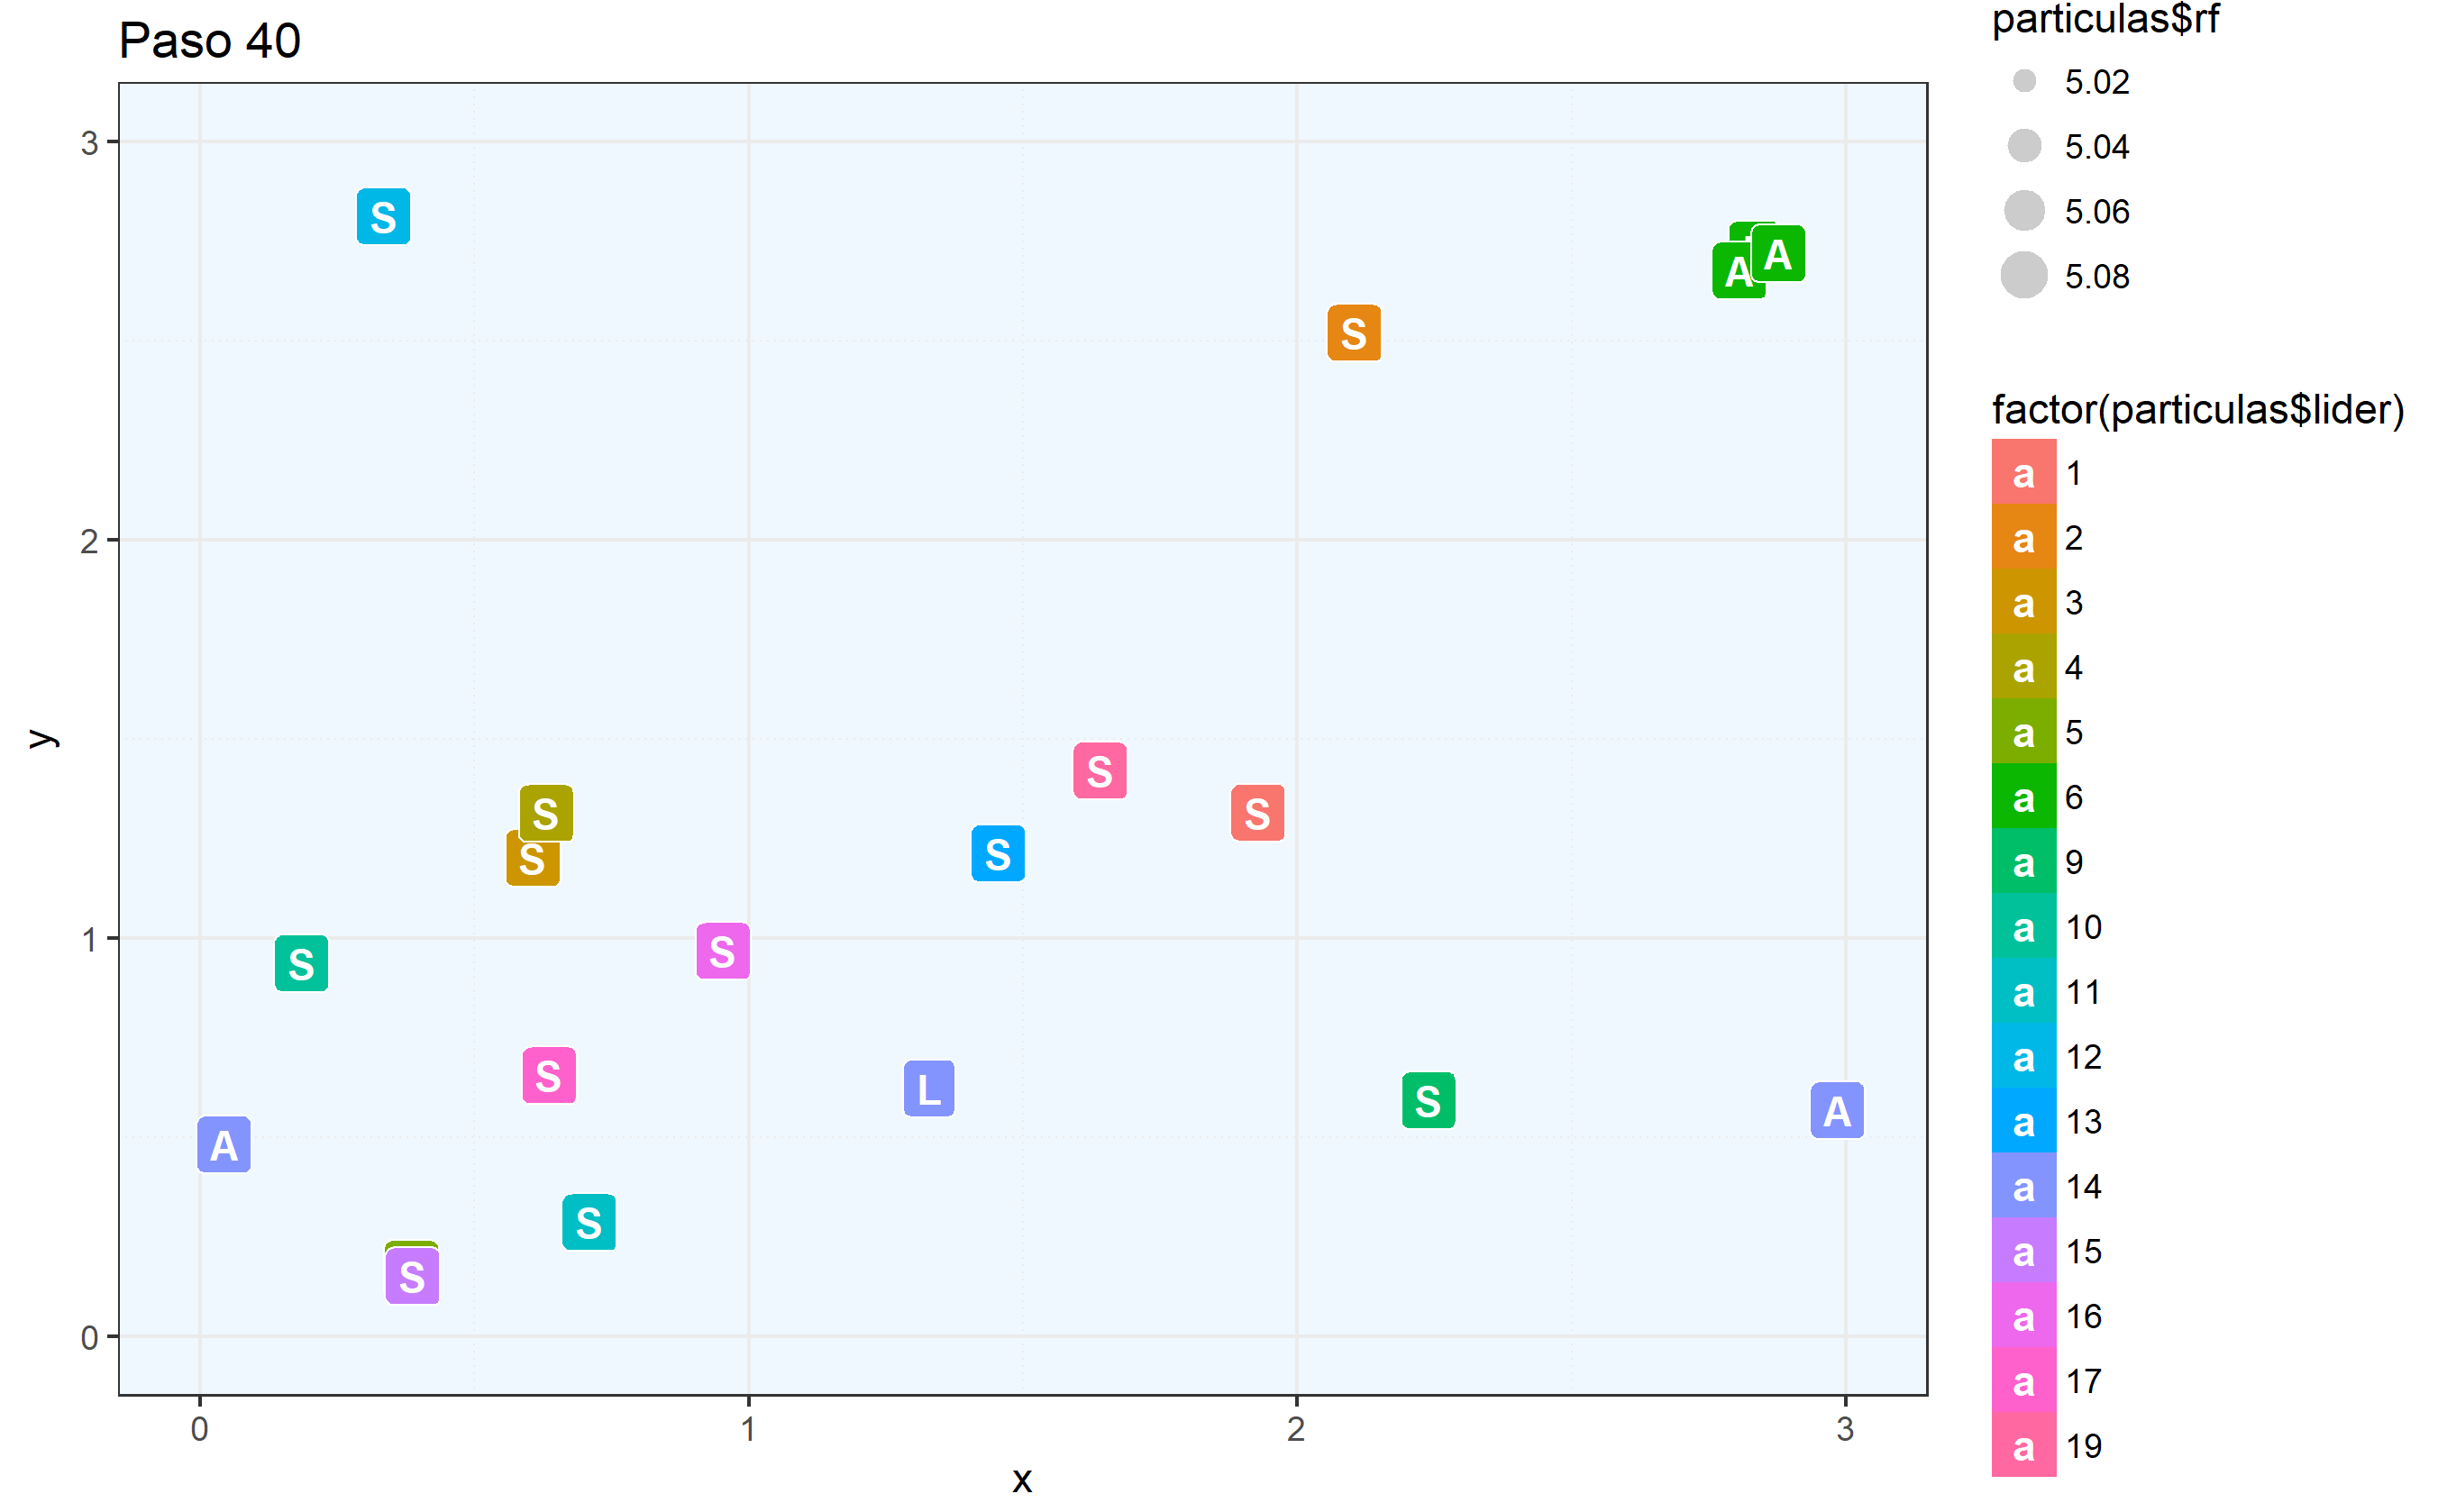 Paso 40
particulas$rf
5.02
5.04
5.06
5.08
factor(particulas$lider)
a 1
a 2
a 3
a 4
a 5
a 6
a 9
a 10
a 11
a 12
a 13
a 14
a 15
a 16
a 17
a 19
y
3
2
1
0
S
A
A
S
S
S
S
S
S
S
S
S
L
S
A
A
S
S
0
1
2
3
x